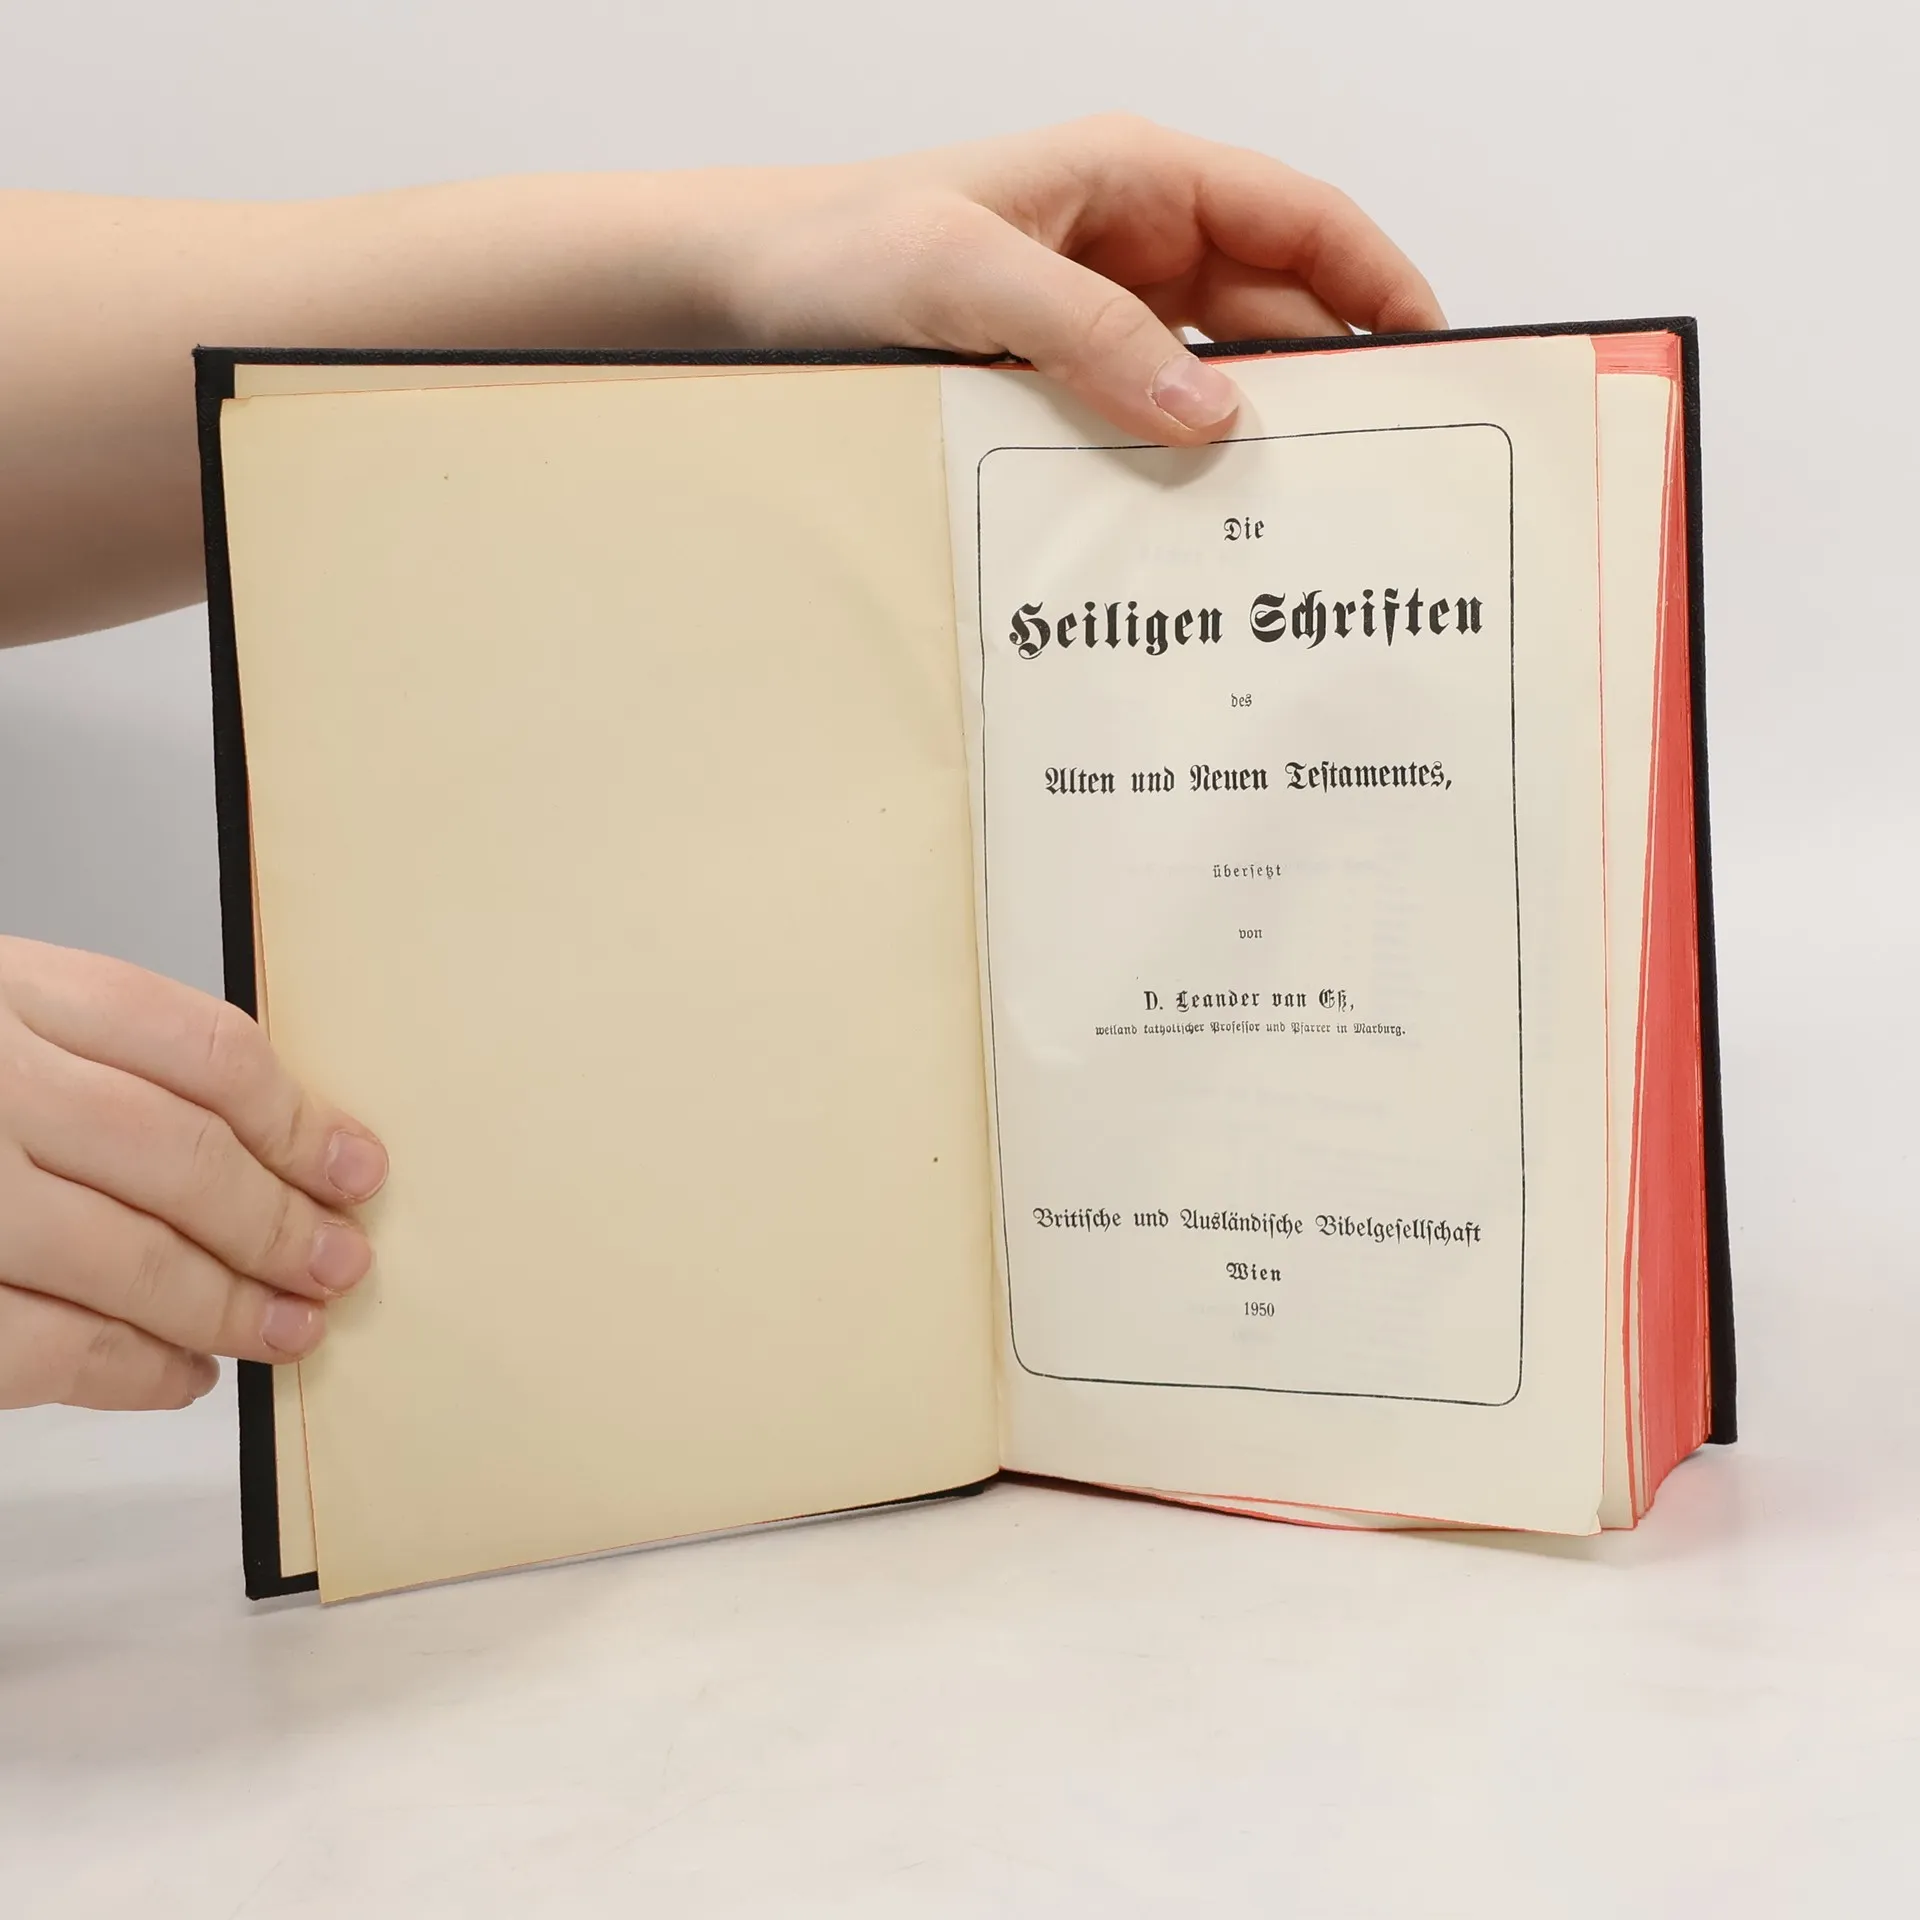 Die
Heiligen Schriften
des
Alten und Neuen Teſtamentes,
überſetzt
von
D. Leander van Eß,
weiland katholiſcher Profeſſor und Pfarrer in Marburg.
Britiſche und Ausländiſche Bibelgeſellſchaft
Wien
1950